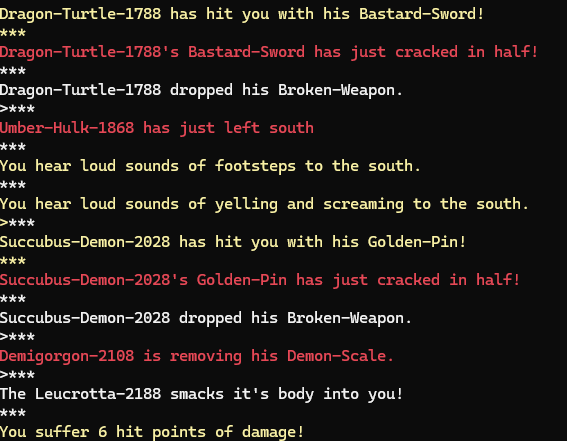 Dragon-Turtle-1788 has hit you with his Bastard-Sword!
***
Dragon-Turtle-1788's Bastard-Sword has just cracked in half!
***
Dragon-Turtle-1788 dropped his Broken-Weapon.
>***
Umber-Hulk-1868 has just left south
***
You hear loud sounds of footsteps to the south.
***
You hear loud sounds of yelling and screaming to the south.
>***
Succubus-Demon-2028 has hit you with his Golden-Pin!
***
Succubus-Demon-2028's Golden-Pin has just cracked in half!
***
Succubus-Demon-2028 dropped his Broken-Weapon.
>***
Demigorgon-2108 is removing his Demon-Scale.
>***
The Leucrotta-2188 smacks it's body into you!
***
You suffer 6 hit points of damage!